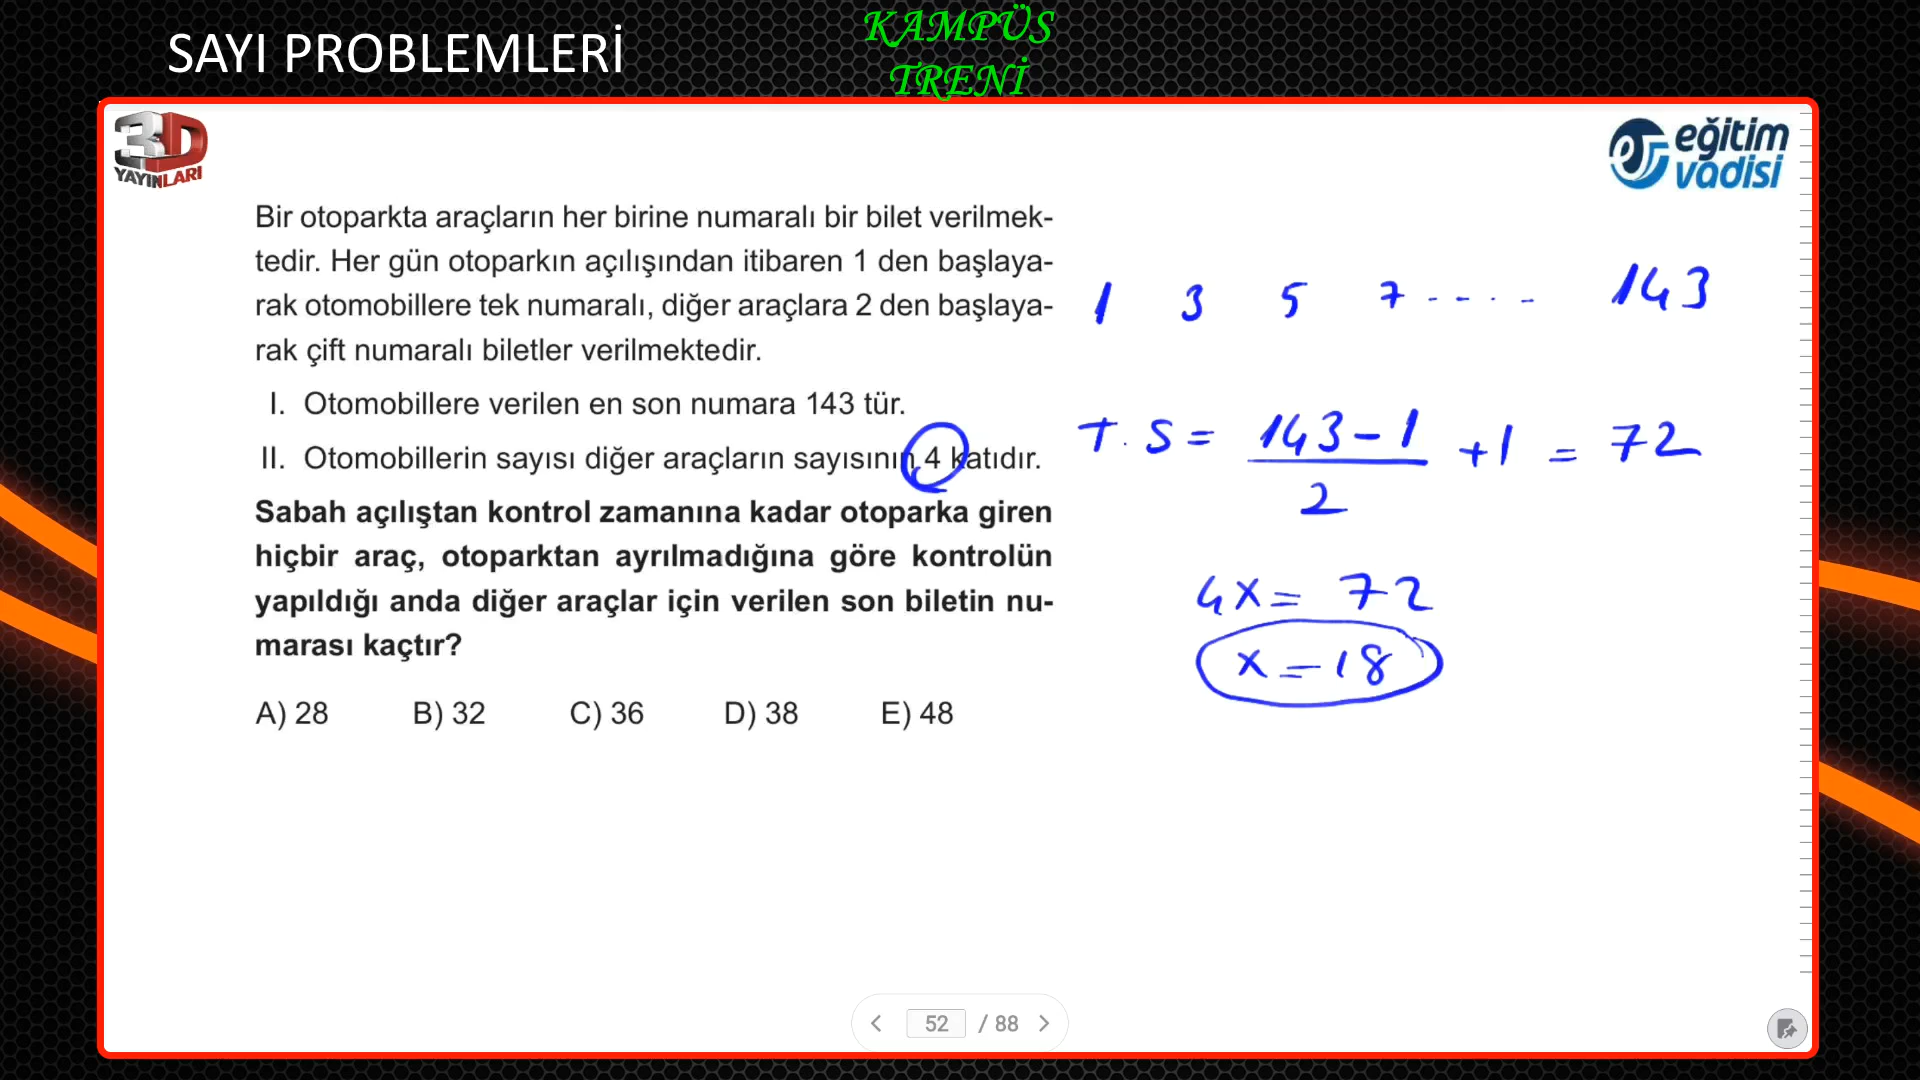 SAYI PROBLEMLERİ
KAMPÜS
TRENİ
3D
YAYINLARI
eğitim
vadisi
Bir otoparkta araçların her birine numaralı bir bilet verilmek-
tedir. Her gün otoparkın açılışından itibaren 1 den başlaya-
rak otomobillere tek numaralı, diğer araçlara 2 den başlaya-
rak çift numaralı biletler verilmektedir.
I. Otomobillere verilen en son numara 143 tür.
II. Otomobillerin sayısı diğer araçların sayısının 4 katıdır.
Sabah açılıştan kontrol zamanına kadar otoparka giren
hiçbir araç, otoparktan ayrılmadığına göre kontrolün
yapıldığı anda diğer araçlar için verilen son biletin nu-
marası kaçtır?
A) 28 B) 32 C) 36 D) 38 E) 48
1 3 5 7 ..... 143
T.S = 143-1 / 2 +1 = 72
4x = 72
x = 18
52 / 88